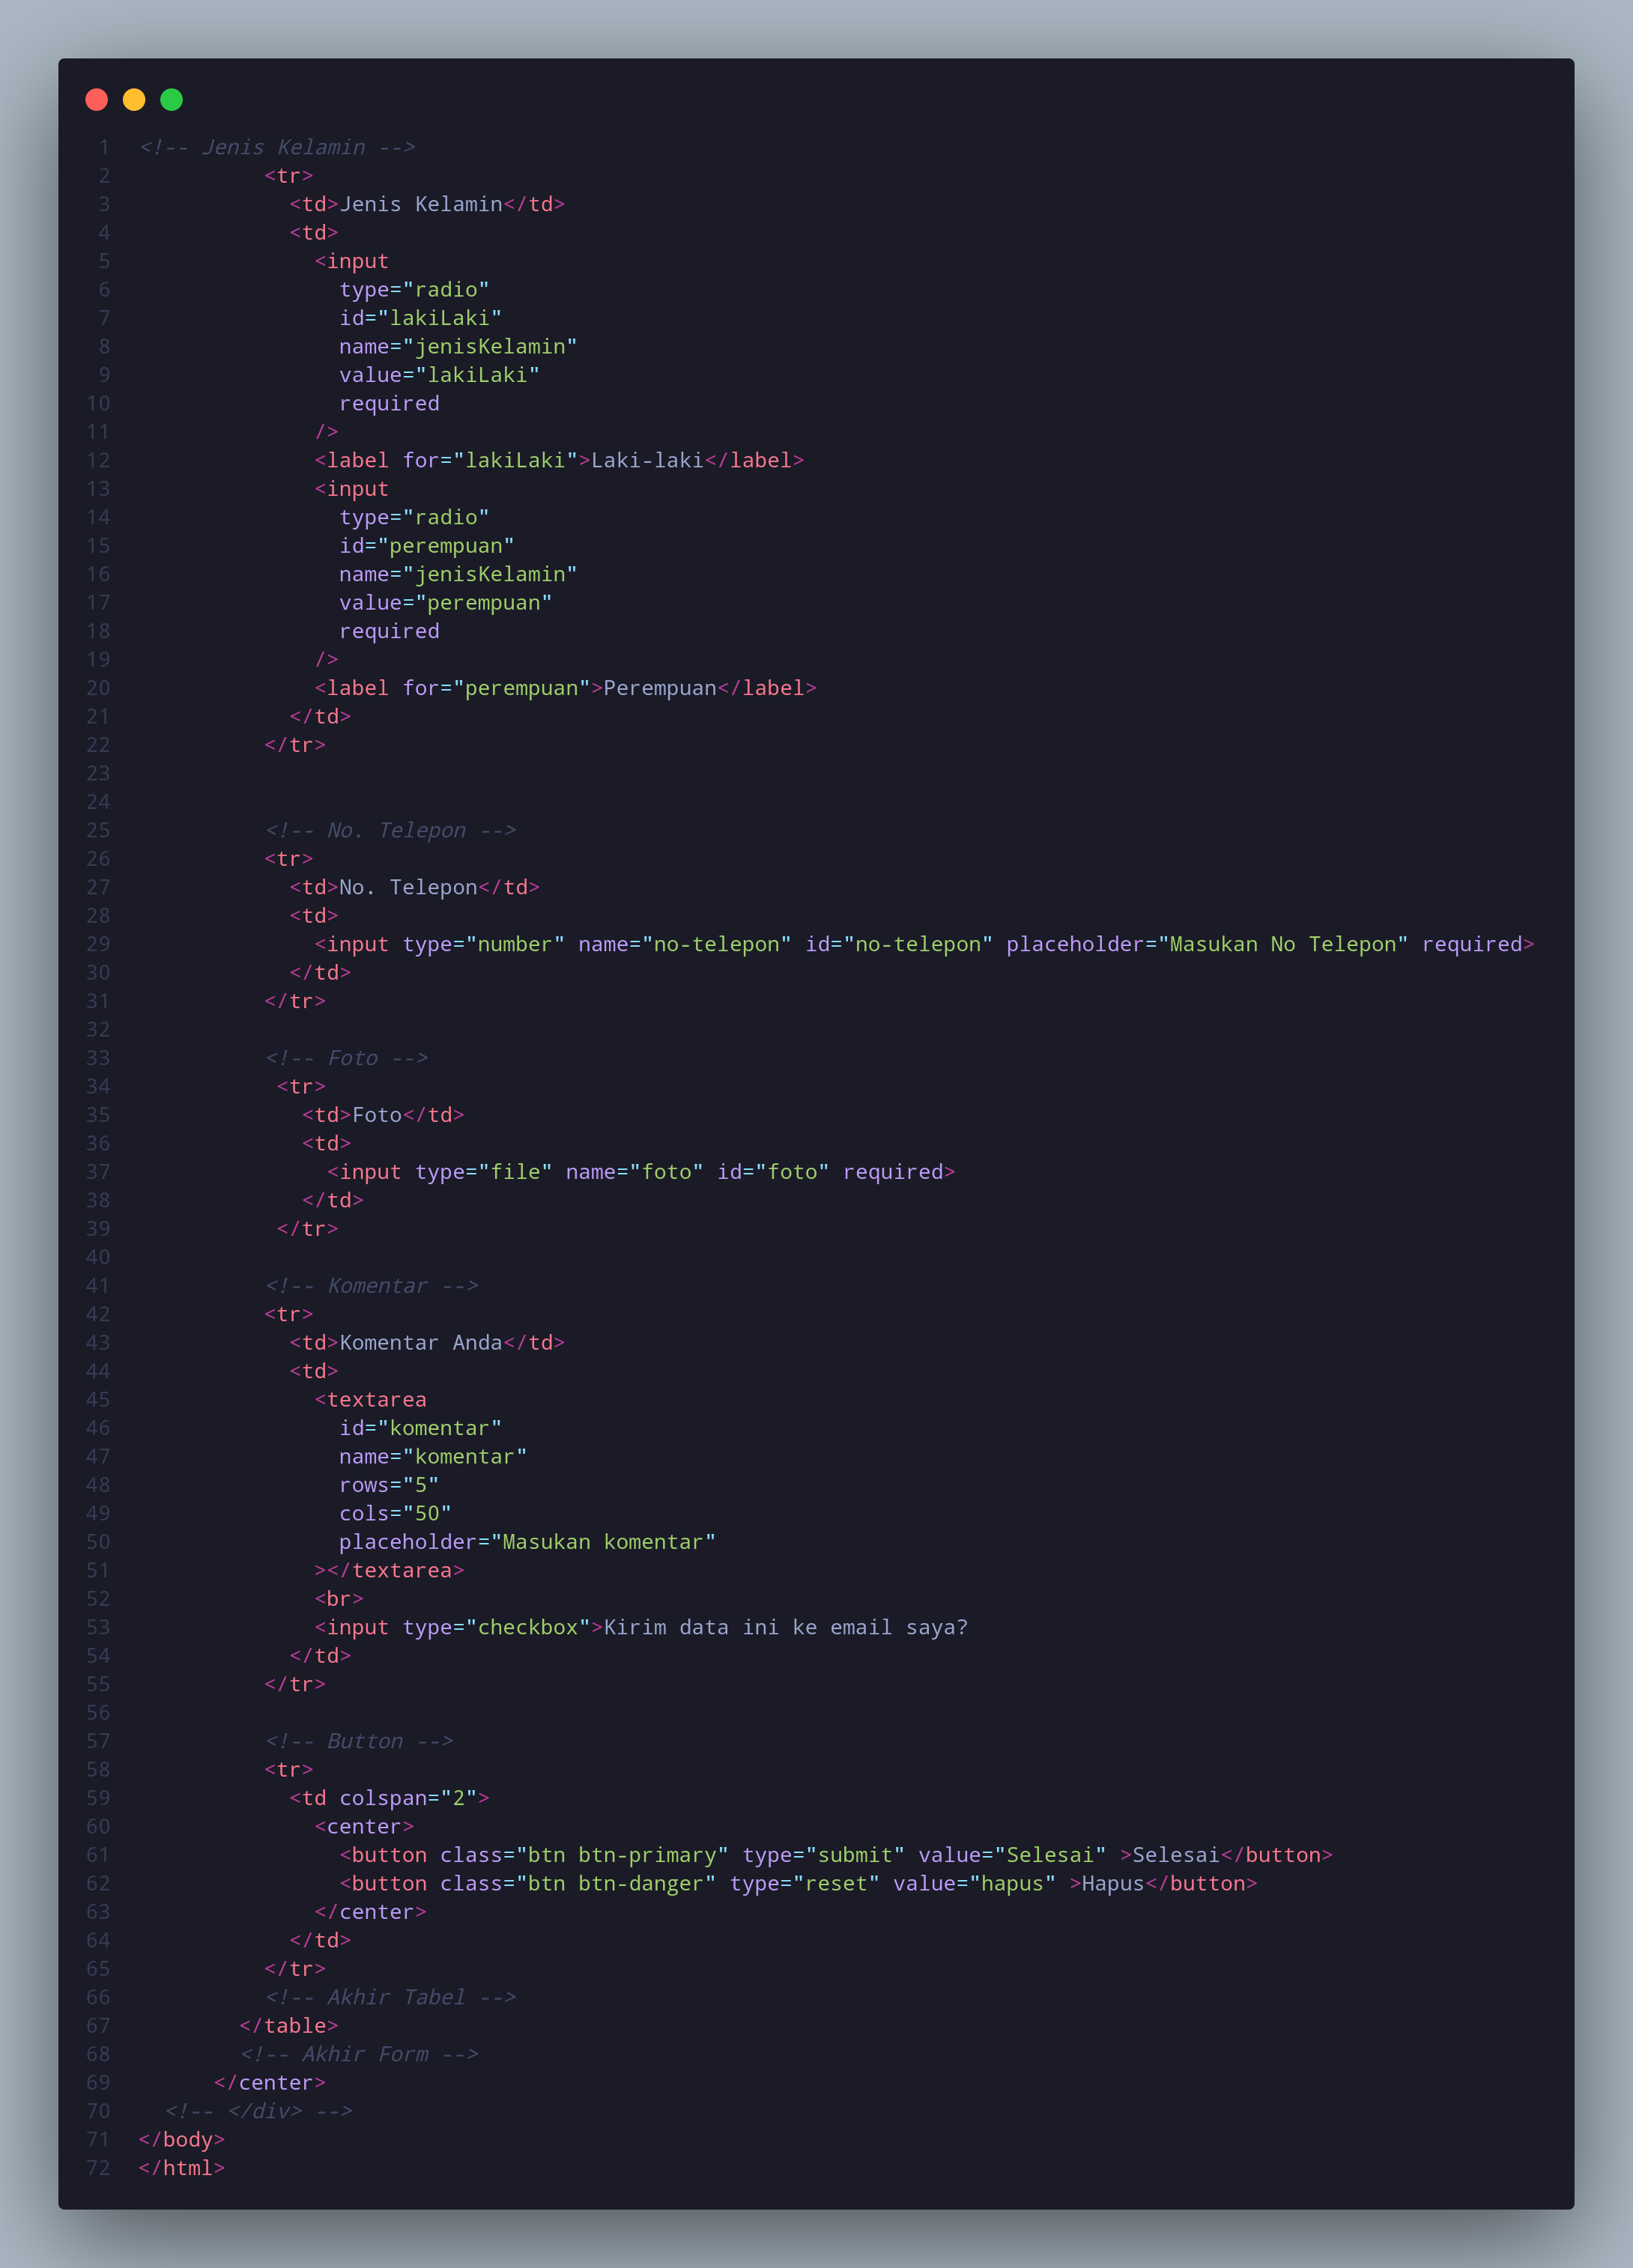 1 <!-- Jenis Kelamin -->
2 <tr>
3 <td>Jenis Kelamin</td>
4 <td>
5 <input
6 type="radio"
7 id="lakiLaki"
8 name="jenisKelamin"
9 value="lakiLaki"
10 required
11 />
12 <label for="lakiLaki">Laki-laki</label>
13 <input
14 type="radio"
15 id="perempuan"
16 name="jenisKelamin"
17 value="perempuan"
18 required
19 />
20 <label for="perempuan">Perempuan</label>
21 </td>
22 </tr>
23
24
25 <!-- No. Telepon -->
26 <tr>
27 <td>No. Telepon</td>
28 <td>
29 <input type="number" name="no-telepon" id="no-telepon" placeholder="Masukan No Telepon" required>
30 </td>
31 </tr>
32
33 <!-- Foto -->
34 <tr>
35 <td>Foto</td>
36 <td>
37 <input type="file" name="foto" id="foto" required>
38 </td>
39 </tr>
40
41 <!-- Komentar -->
42 <tr>
43 <td>Komentar Anda</td>
44 <td>
45 <textarea
46 id="komentar"
47 name="komentar"
48 rows="5"
49 cols="50"
50 placeholder="Masukan komentar"
51 ></textarea>
52 <br>
53 <input type="checkbox">Kirim data ini ke email saya?
54 </td>
55 </tr>
56
57 <!-- Button -->
58 <tr>
59 <td colspan="2">
60 <center>
61 <button class="btn btn-primary" type="submit" value="Selesai" >Selesai</button>
62 <button class="btn btn-danger" type="reset" value="hapus" >Hapus</button>
63 </center>
64 </td>
65 </tr>
66 <!-- Akhir Tabel -->
67 </table>
68 <!-- Akhir Form -->
69 </center>
70 <!-- </div> -->
71 </body>
72 </html>